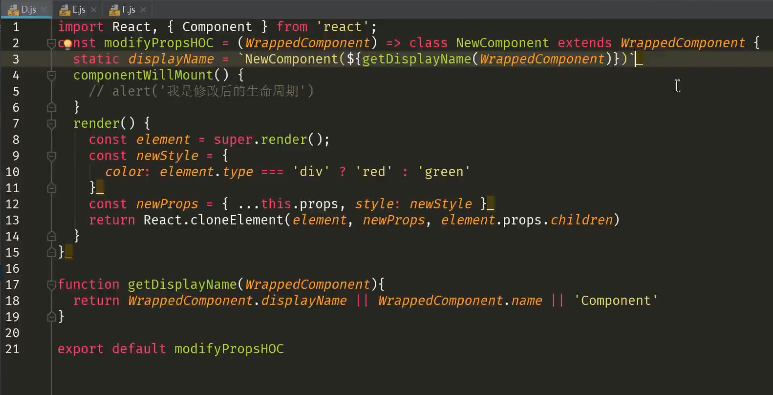 D.js × E.js × F.js ×
1 import React, { Component } from 'react';
2 const modifyPropsHOC = (WrappedComponent) => class NewComponent extends WrappedComponent {
3 static displayName = `NewComponent(${getDisplayName(WrappedComponent)})`
4 componentWillMount() {
5 // alert('我是修改后的生命周期')
6 }
7 render() {
8 const element = super.render();
9 const newStyle = {
10 color: element.type === 'div' ? 'red' : 'green'
11 }
12 const newProps = { ...this.props, style: newStyle }
13 return React.cloneElement(element, newProps, element.props.children)
14 }
15 }
16
17 function getDisplayName(WrappedComponent){
18 return WrappedComponent.displayName || WrappedComponent.name || 'Component'
19 }
20
21 export default modifyPropsHOC